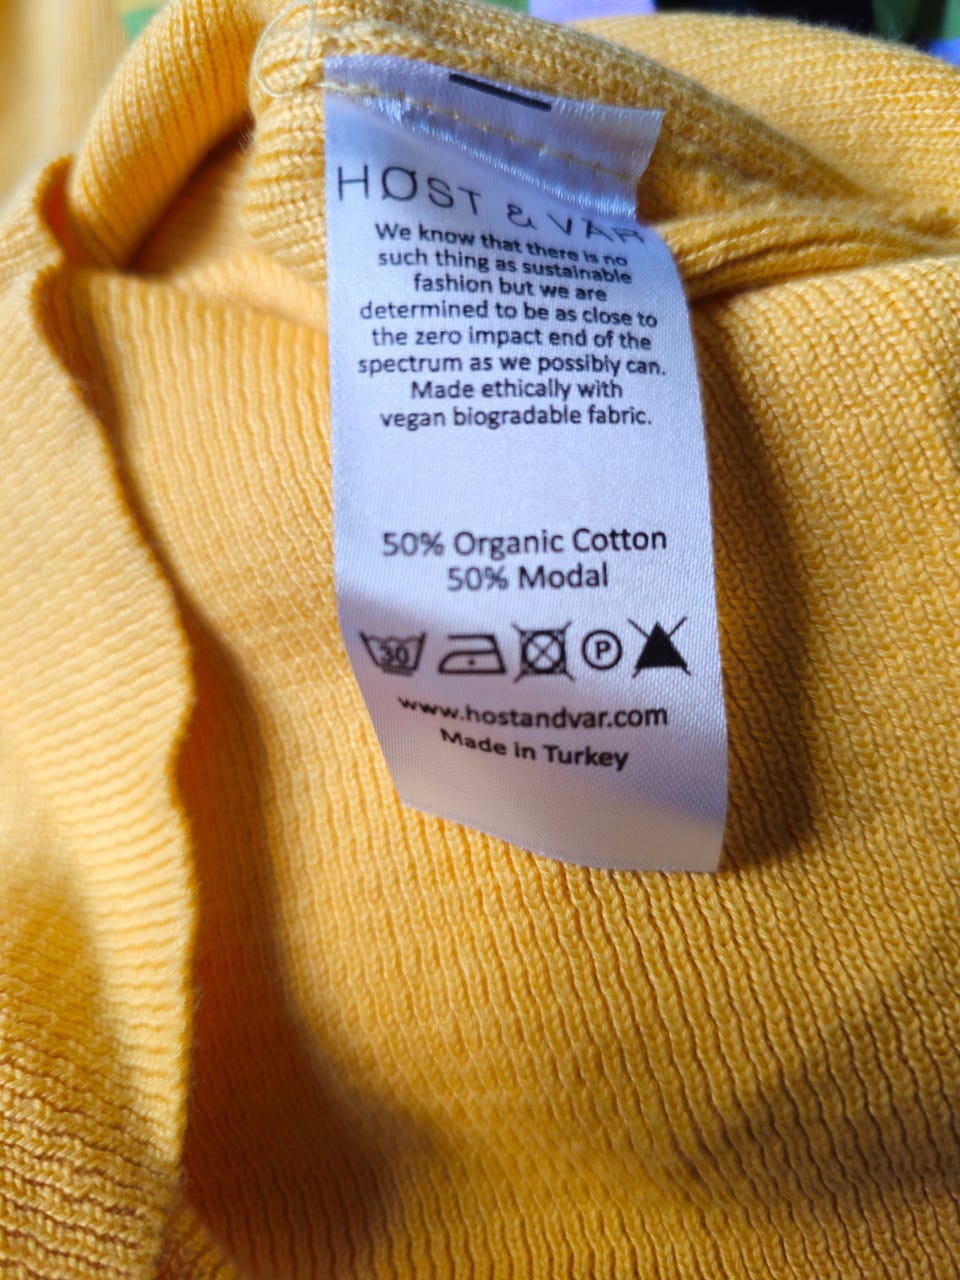 HØST & VÅR
We know that there is no
such thing as sustainable
fashion but we are
determined to be as close to
the zero impact end of the
spectrum as we possibly can.
Made ethically with
vegan biogradable fabric.
50% Organic Cotton
50% Modal
30 P
www.hostandvar.com
Made in Turkey